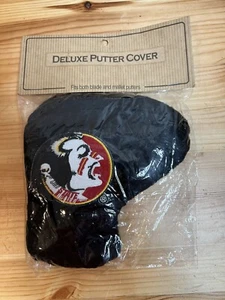 DELUXE PUTTER COVER
Fits both blade and mallet putters.